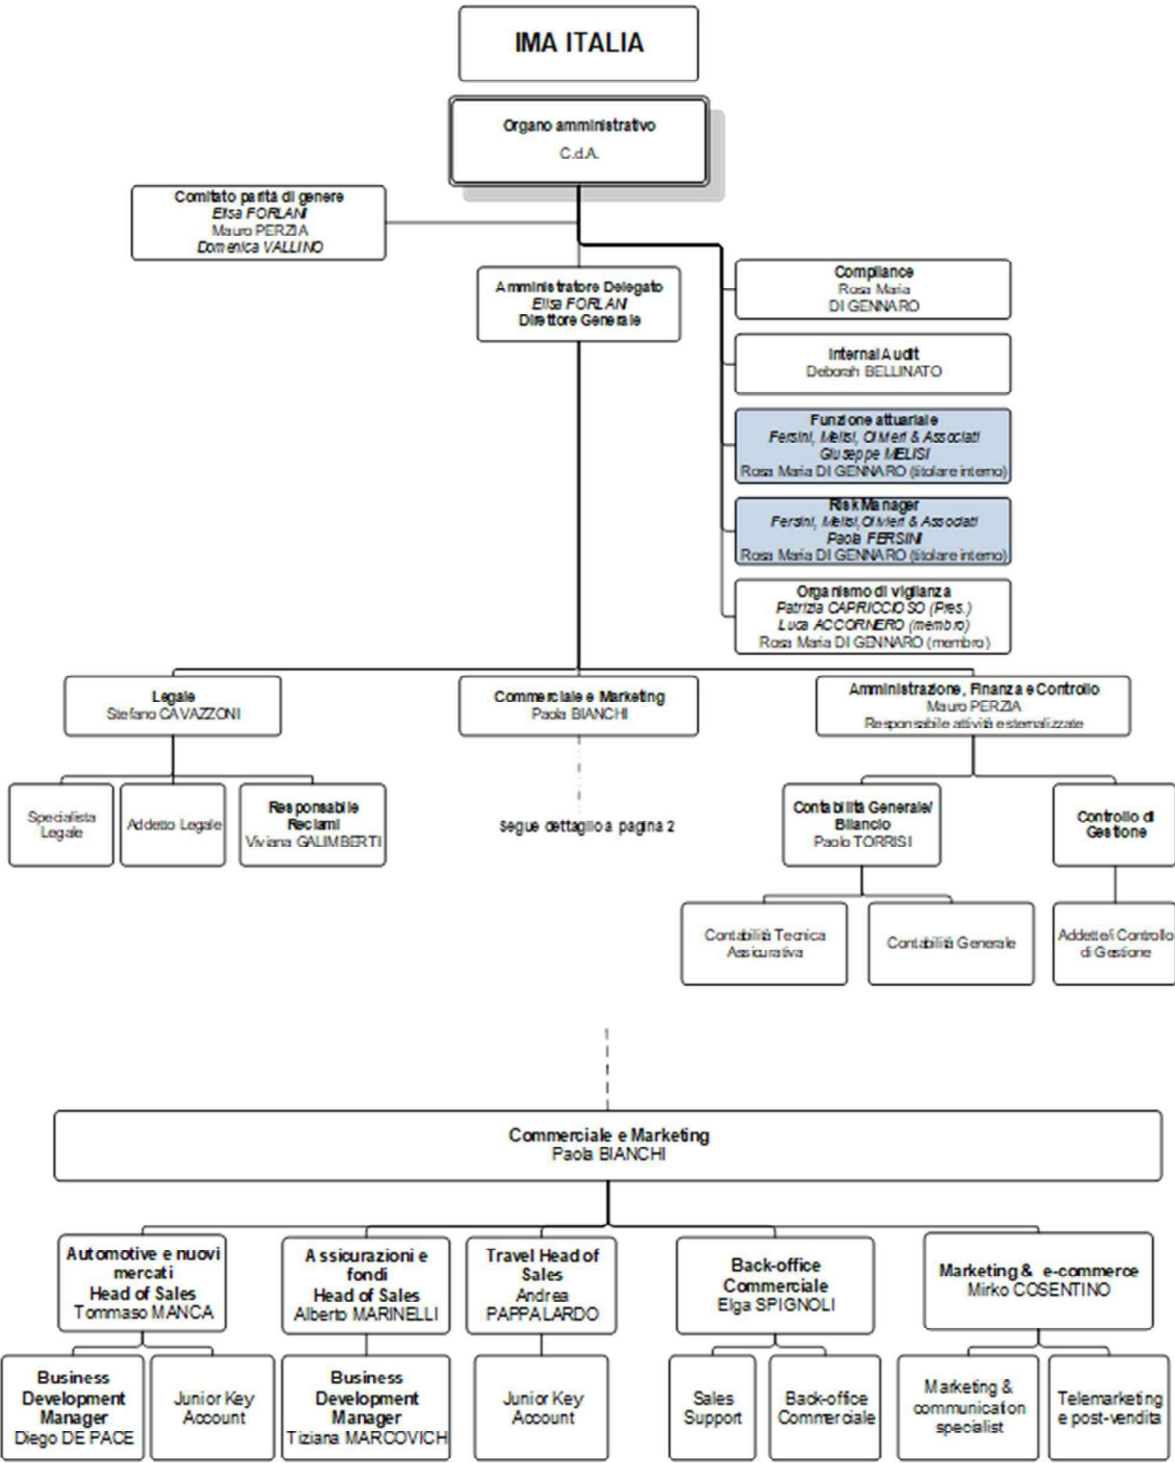 IMA ITALIA
Organo amministrativo
C.d.A.
Comitato parità di genere
Elisa FORLANI
Mauro PERZIA
Domenica VALLINO
Amministratore Delegato
Elisa FORLANI
Direttore Generale
Compliance
Rosa Maria
DI GENNARO
Internal Audit
Deborah BELLINATO
Funzione attuariale
Fersini, Melisi, Olivieri & Associati
Giuseppe MELISI
Rosa Maria DI GENNARO (titolare interno)
Risk Manager
Fersini, Melisi,Olivieri & Associati
Paola FERSINI
Rosa Maria DI GENNARO (titolare interno)
Organismo di vigilanza
Patrizia CAPRICCIOSO (Pres.)
Luca ACCORNERO (membro)
Rosa Maria DI GENNARO (membro)
Legale
Stefano CAVAZZONI
Commerciale e Marketing
Paola BIANCHI
Amministrazione, Finanza e Controllo
Mauro PERZIA
Responsabile attività esternalizzate
Specialista
Legale
Addetto Legale
Responsabile
Reclami
Viviana GALIMBERTI
Segue dettaglio a pagina 2
Contabilità Generale/
Bilancio
Paolo TORRISI
Controllo di
Gestione
Contabilità Tecnica
Assicurativa
Contabilità Generale
Addette/i Controllo
di Gestione
Commerciale e Marketing
Paola BIANCHI
Automotive e nuovi
mercati
Head of Sales
Tommaso MANCA
Assicurazioni e
fondi
Head of Sales
Alberto MARINELLI
Travel Head of
Sales
Andrea
PAPPALARDO
Back-office
Commerciale
Elga SPIGNOLI
Marketing & e-commerce
Mirko COSENTINO
Business
Development
Manager
Diego DE PACE
Junior Key
Account
Business
Development
Manager
Tiziana MARCOVICH
Junior Key
Account
Sales
Support
Back-office
Commerciale
Marketing &
communication
specialist
Telemarketing
e post-vendita